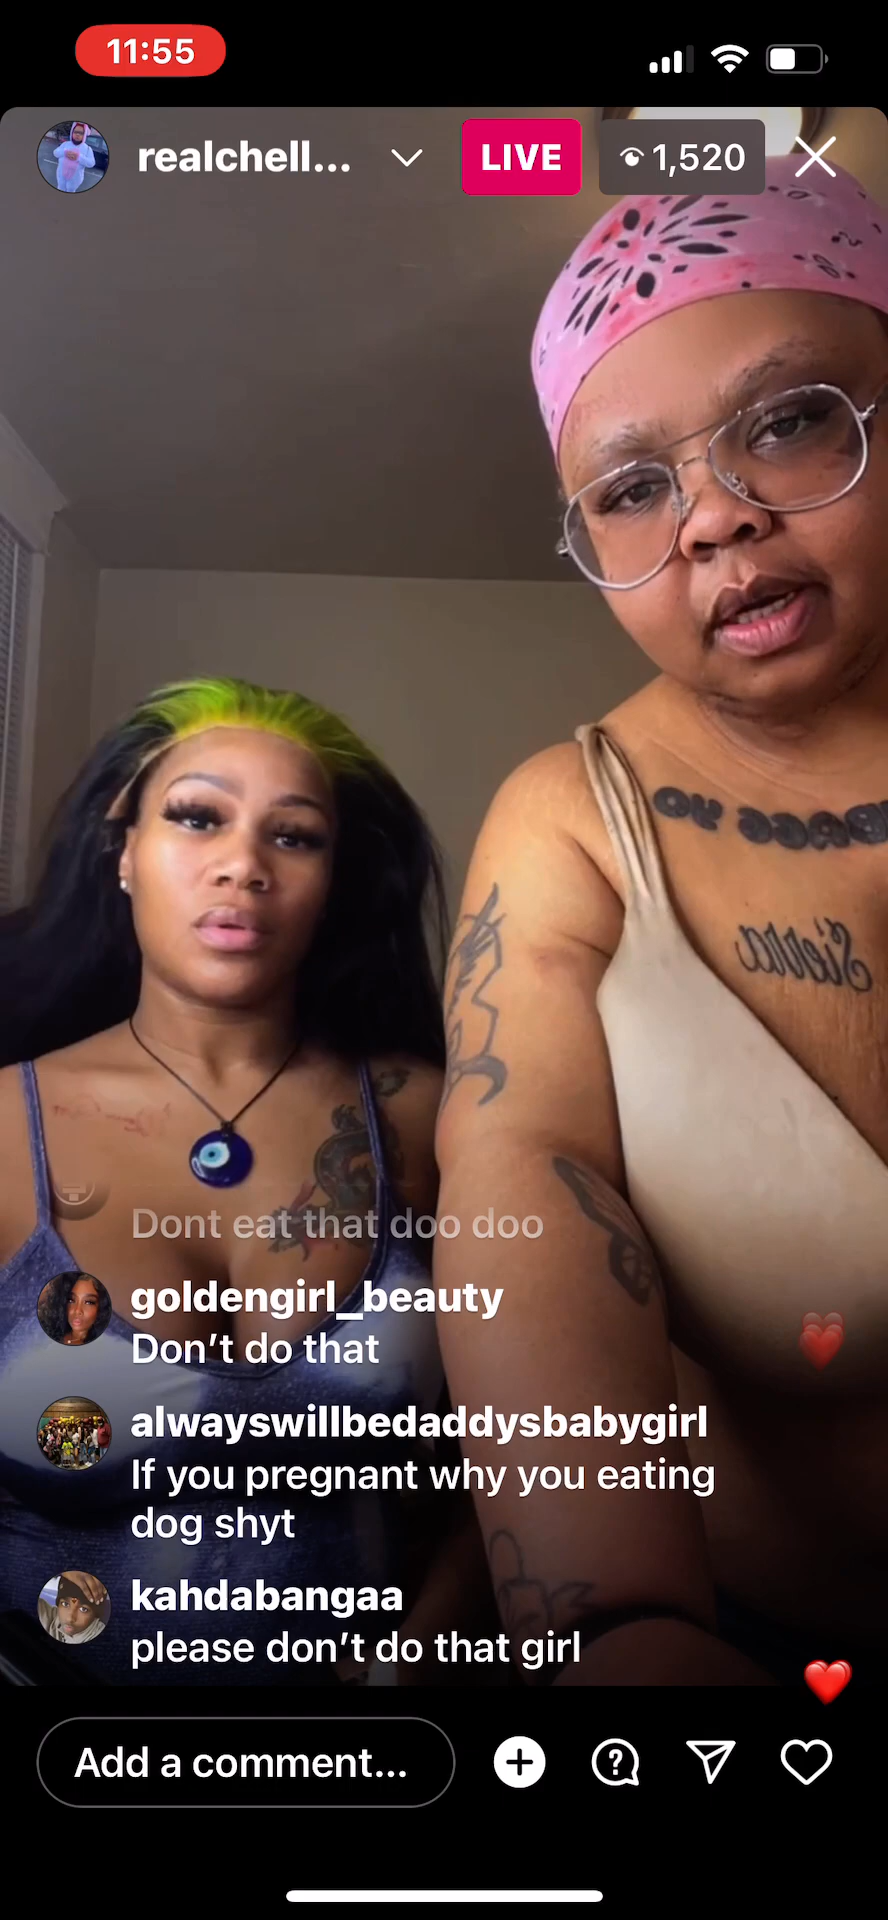 11:55
realchell...
LIVE
1,520
Sierra
Dont eat that doo doo
goldengirl_beauty
Don’t do that
alwayswillbedaddysbabygirl
If you pregnant why you eating
dog shyt
kahdabangaa
please don’t do that girl
Add a comment...